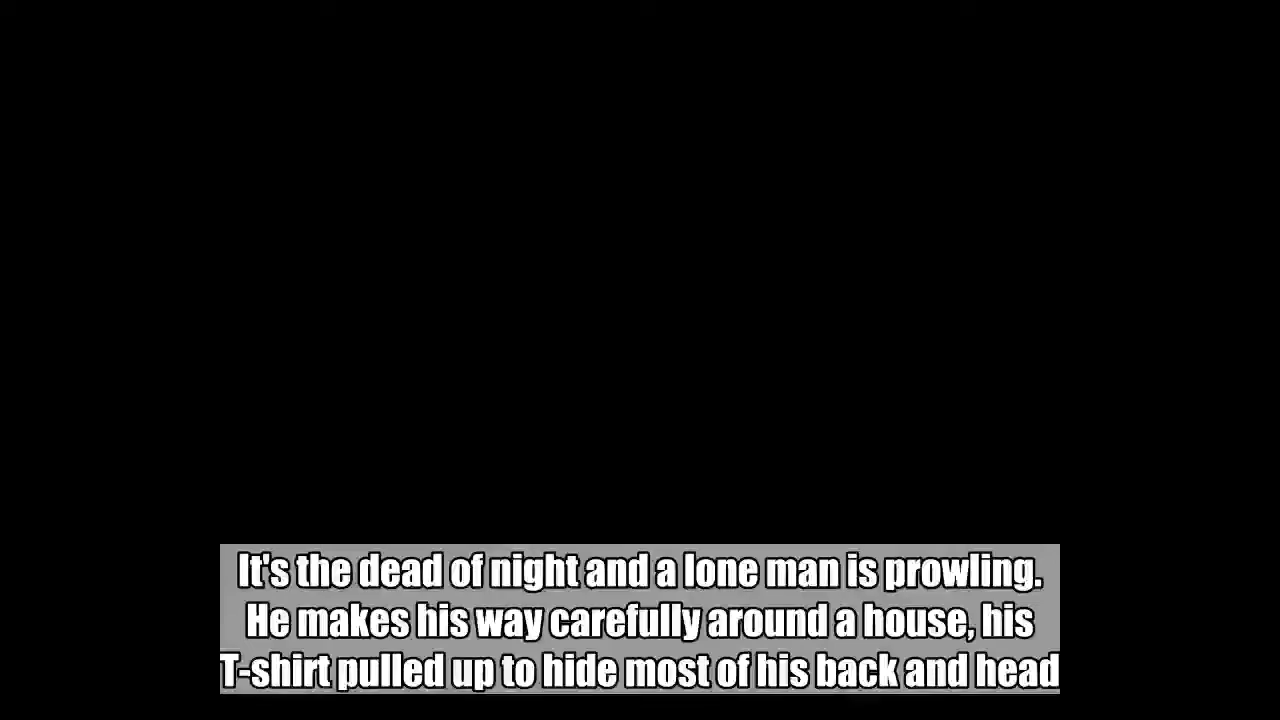 It's the dead of night and a lone man is prowling.
He makes his way carefully around a house, his
T-shirt pulled up to hide most of his back and head